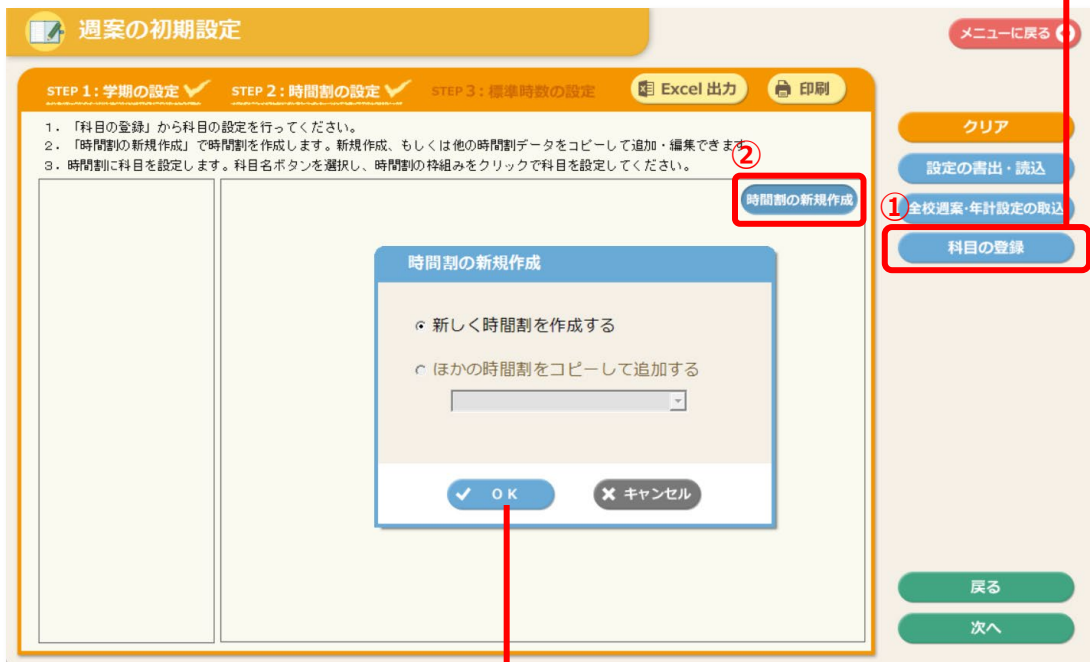 週案の初期設定
メニューに戻る
STEP 1：学期の設定
STEP 2：時間割の設定
STEP 3：標準時数の設定
Excel 出力
印刷
1. 「科目の登録」から科目の設定を行ってください。
2. 「時間割の新規作成」で時間割を作成します。新規作成、もしくは他の時間割データをコピーして追加・編集できます
3. 時間割に科目を設定します。科目名ボタンを選択し、時間割の枠組みをクリックで科目を設定してください。
クリア
設定の書出・読込
②
時間割の新規作成
①
全校週案・年計設定の取込
科目の登録
時間割の新規作成
新しく時間割を作成する
ほかの時間割をコピーして追加する
OK
キャンセル
戻る
次へ